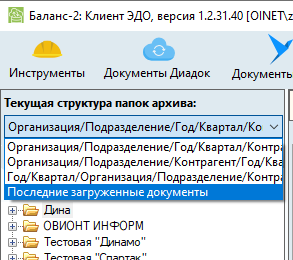 Баланс-2: Клиент ЭДО, версия 1.2.31.40 [OINET\z
Инструменты
Документы Диадок
Документы
Текущая структура папок архива:
Организация/Подразделение/Год/Квартал/Ко
Организация/Подразделение/Год/Квартал/Контра
Организация/Подразделение/Контрагент/Год/Ква
Год/Квартал/Организация/Подразделение/Контра
Последние загруженные документы
Дина
ОВИОНТ ИНФОРМ
Тестовая "Динамо"
Тестовая "Спартак"